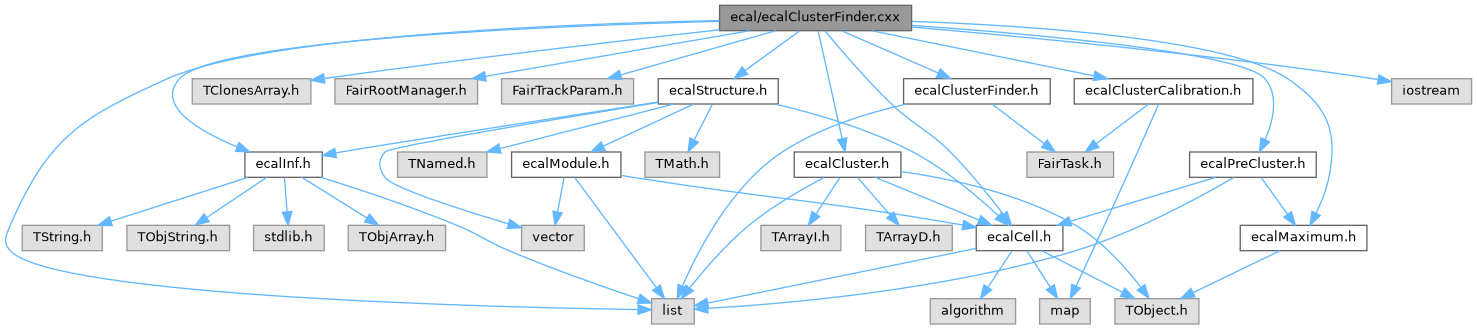 ecal/ecalClusterFinder.cxx
TClonesArray.h
FairRootManager.h
FairTrackParam.h
ecalStructure.h
ecalClusterFinder.h
ecalClusterCalibration.h
iostream
ecalInf.h
TNamed.h
ecalModule.h
TMath.h
ecalCluster.h
FairTask.h
ecalPreCluster.h
TString.h
TObjString.h
stdlib.h
TObjArray.h
vector
TArrayI.h
TArrayD.h
ecalCell.h
ecalMaximum.h
list
algorithm
map
TObject.h